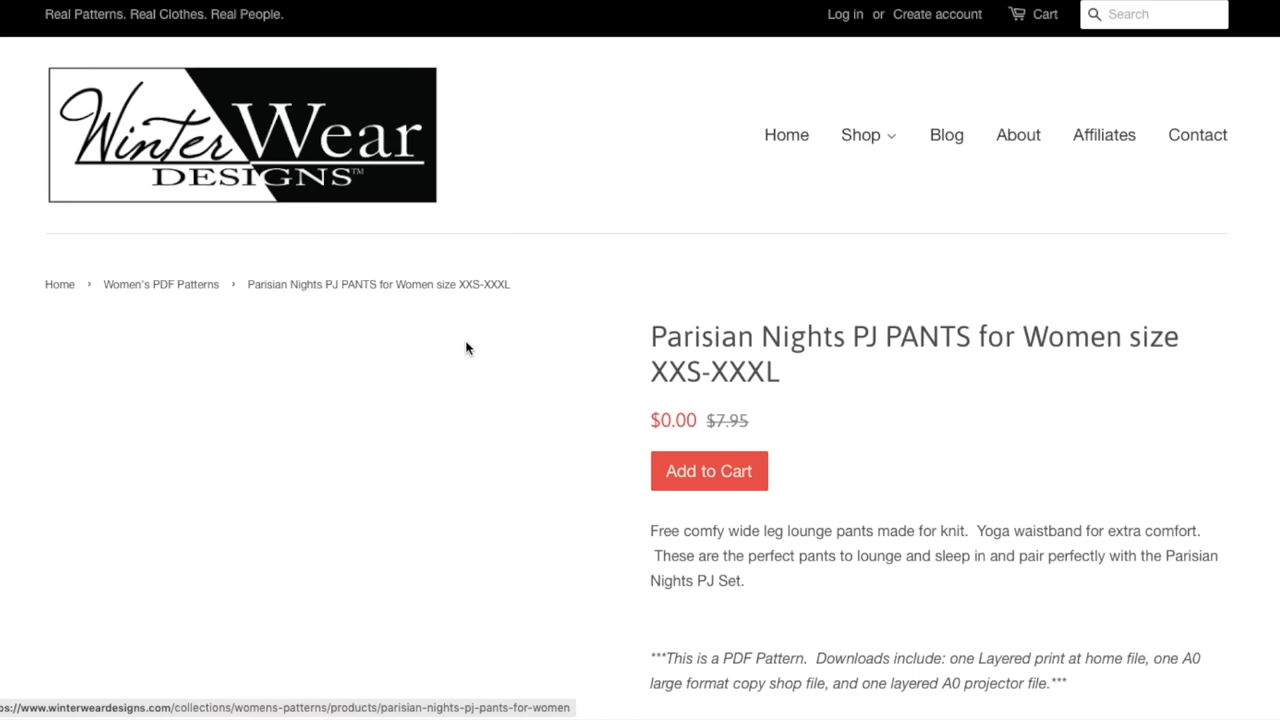 Real Patterns. Real Clothes. Real People.
Log in or Create account
Cart
Search
Winter Wear
DESIGNS™
Home
Shop
Blog
About
Affiliates
Contact
Home › Women's PDF Patterns › Parisian Nights PJ PANTS for Women size XXS-XXXL
Parisian Nights PJ PANTS for Women size
XXS-XXXL
$0.00 $7.95
Add to Cart
Free comfy wide leg lounge pants made for knit. Yoga waistband for extra comfort.
These are the perfect pants to lounge and sleep in and pair perfectly with the Parisian
Nights PJ Set.
***This is a PDF Pattern. Downloads include: one Layered print at home file, one A0
large format copy shop file, and one layered A0 projector file.***
ps://www.winterweardesigns.com/collections/womens-patterns/products/parisian-nights-pj-pants-for-women